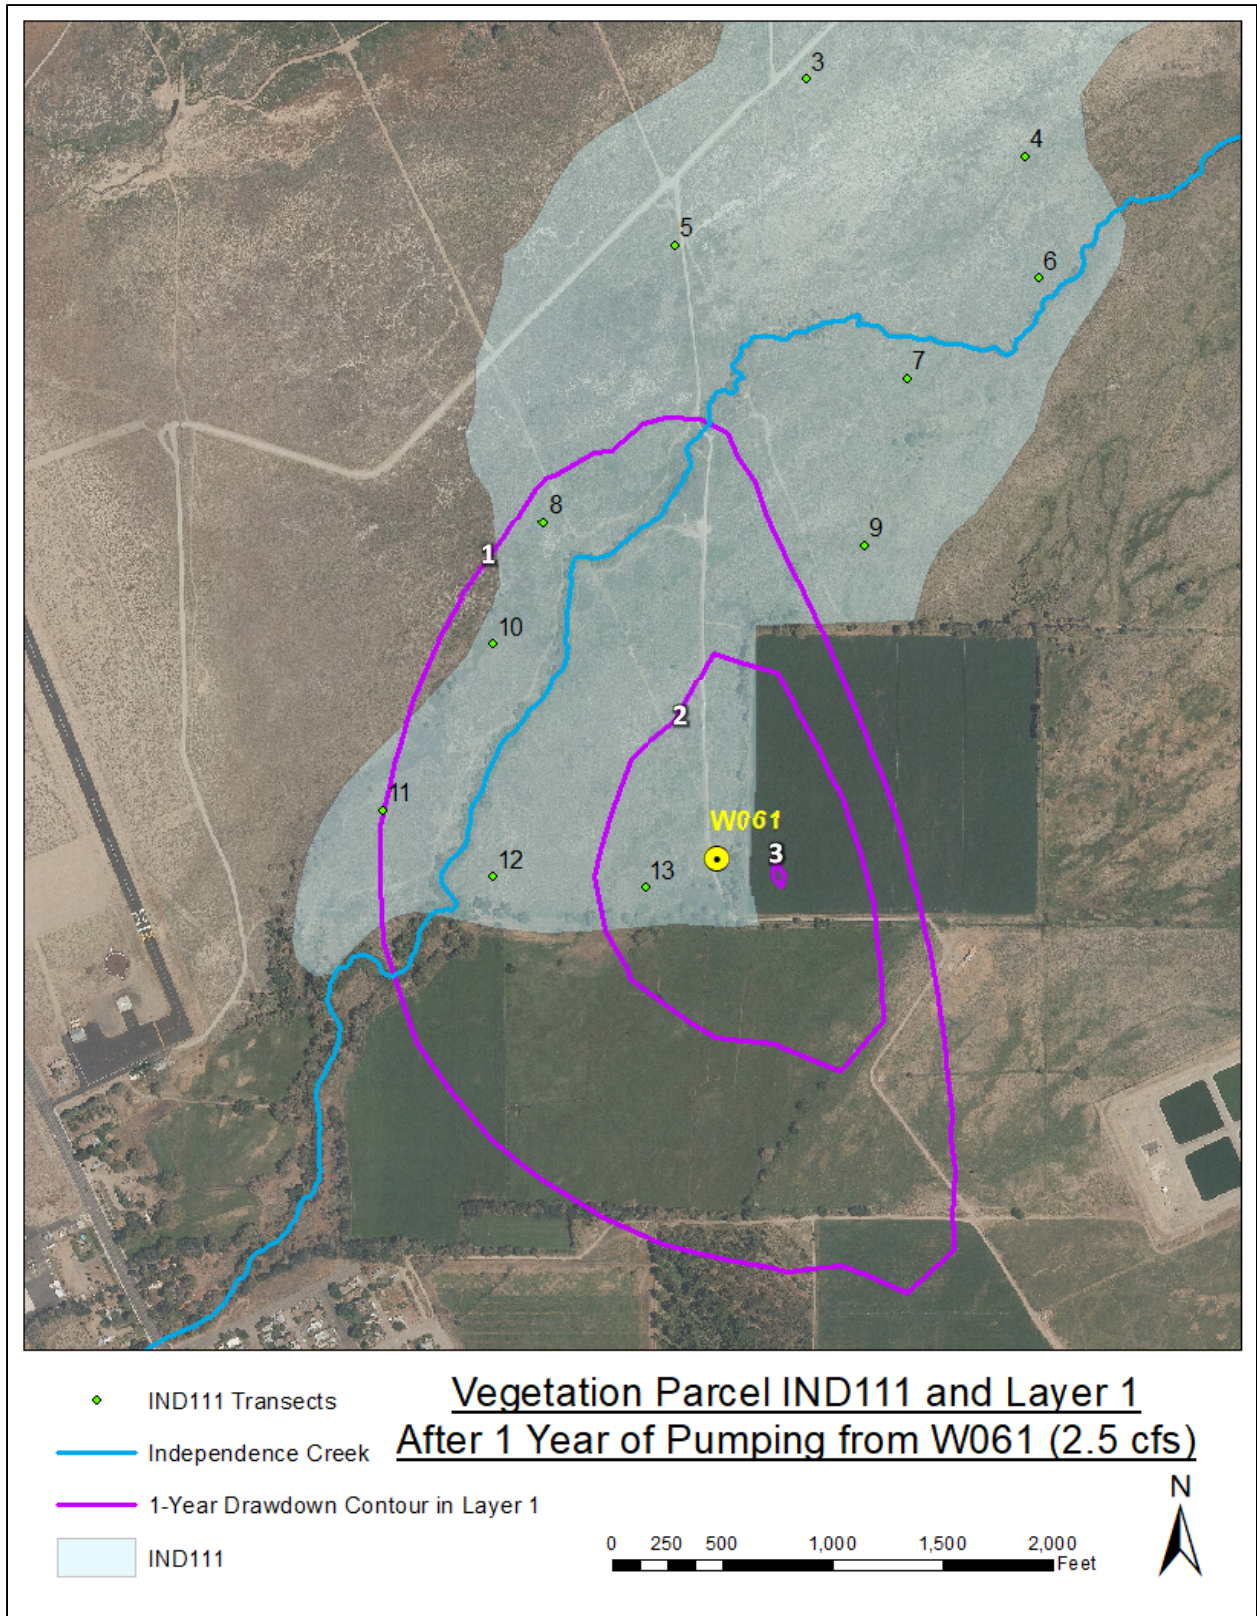 3
4
5
6
7
8
1
9
10
2
11
W061
3
12
13
IND111 Transects
Independence Creek
1-Year Drawdown Contour in Layer 1
IND111
Vegetation Parcel IND111 and Layer 1
After 1 Year of Pumping from W061 (2.5 cfs)
N
0 250 500 1,000 1,500 2,000
Feet